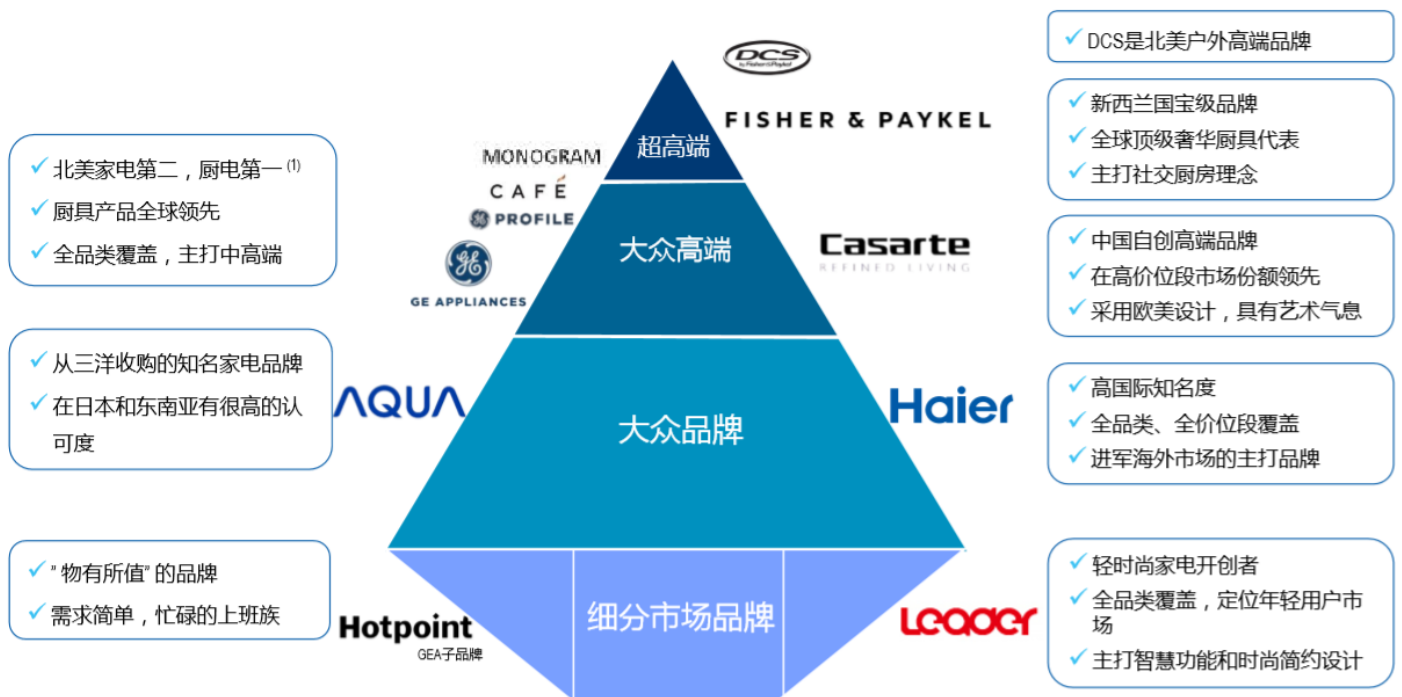 DCS
by Fisher&Paykel
DCS是北美户外高端品牌
FISHER & PAYKEL
新西兰国宝级品牌
全球顶级奢华厨具代表
主打社交厨房理念
超高端
MONOGRAM
CAFÉ
GE PROFILE
GE
GE APPLIANCES
北美家电第二，厨电第一 (1)
厨具产品全球领先
全品类覆盖，主打中高端
大众高端
Casarte
REFINED LIVING
中国自创高端品牌
在高价位段市场份额领先
采用欧美设计，具有艺术气息
从三洋收购的知名家电品牌
在日本和东南亚有很高的认
可度
AQUA
大众品牌
Haier
高国际知名度
全品类、全价位段覆盖
进军海外市场的主打品牌
"物有所值"的品牌
需求简单，忙碌的上班族
Hotpoint
GEA子品牌
细分市场品牌
Leader
轻时尚家电开创者
全品类覆盖，定位年轻用户市
场
主打智慧功能和时尚简约设计